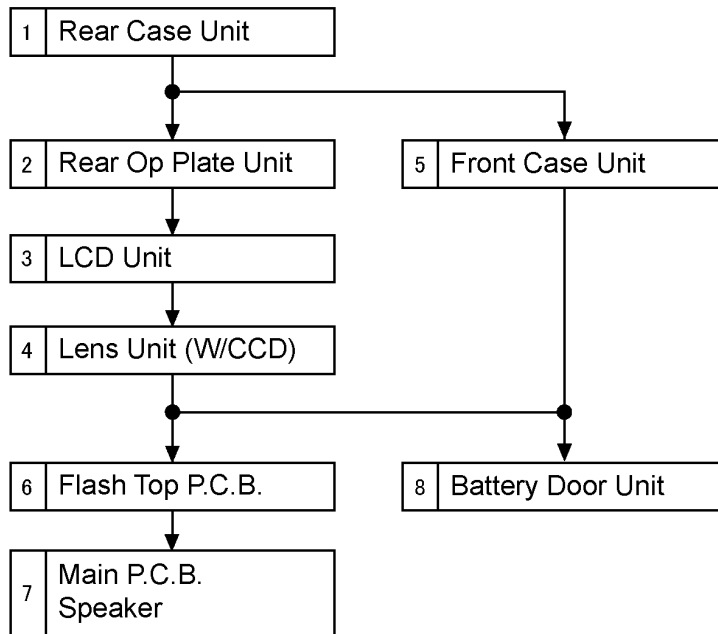 1 Rear Case Unit
2 Rear Op Plate Unit
5 Front Case Unit
3 LCD Unit
4 Lens Unit (W/CCD)
6 Flash Top P.C.B.
8 Battery Door Unit
7 Main P.C.B.
Speaker